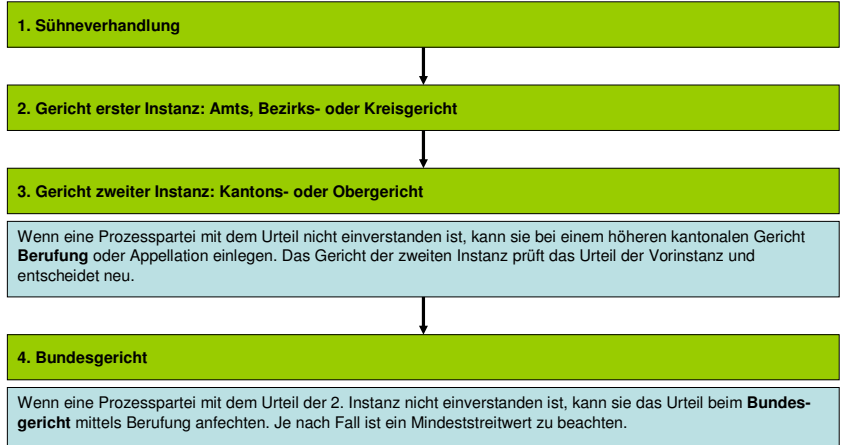 1. Sühneverhandlung
2. Gericht erster Instanz: Amts, Bezirks- oder Kreisgericht
3. Gericht zweiter Instanz: Kantons- oder Obergericht
Wenn eine Prozesspartei mit dem Urteil nicht einverstanden ist, kann sie bei einem höheren kantonalen Gericht
Berufung oder Appellation einlegen. Das Gericht der zweiten Instanz prüft das Urteil der Vorinstanz und
entscheidet neu.
4. Bundesgericht
Wenn eine Prozesspartei mit dem Urteil der 2. Instanz nicht einverstanden ist, kann sie das Urteil beim Bundes-
gericht mittels Berufung anfechten. Je nach Fall ist ein Mindeststreitwert zu beachten.